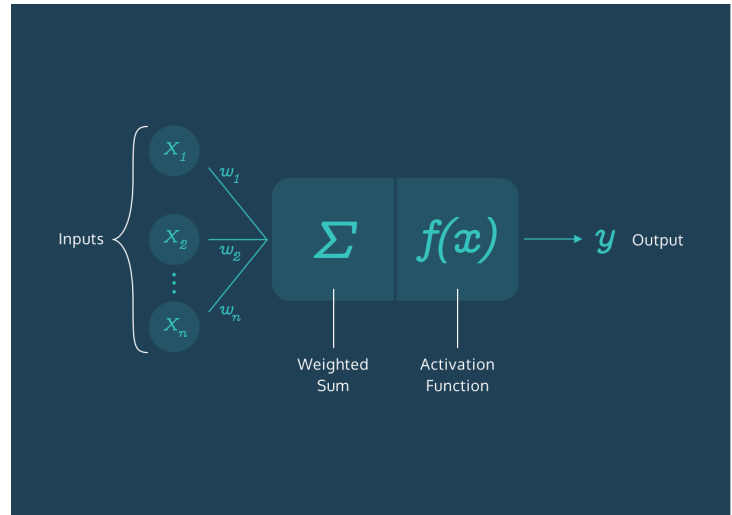 X₁
w₁
Inputs
X₂
w₂
Σ
f(x)
y
Output
Xₙ
wₙ
Weighted
Sum
Activation
Function